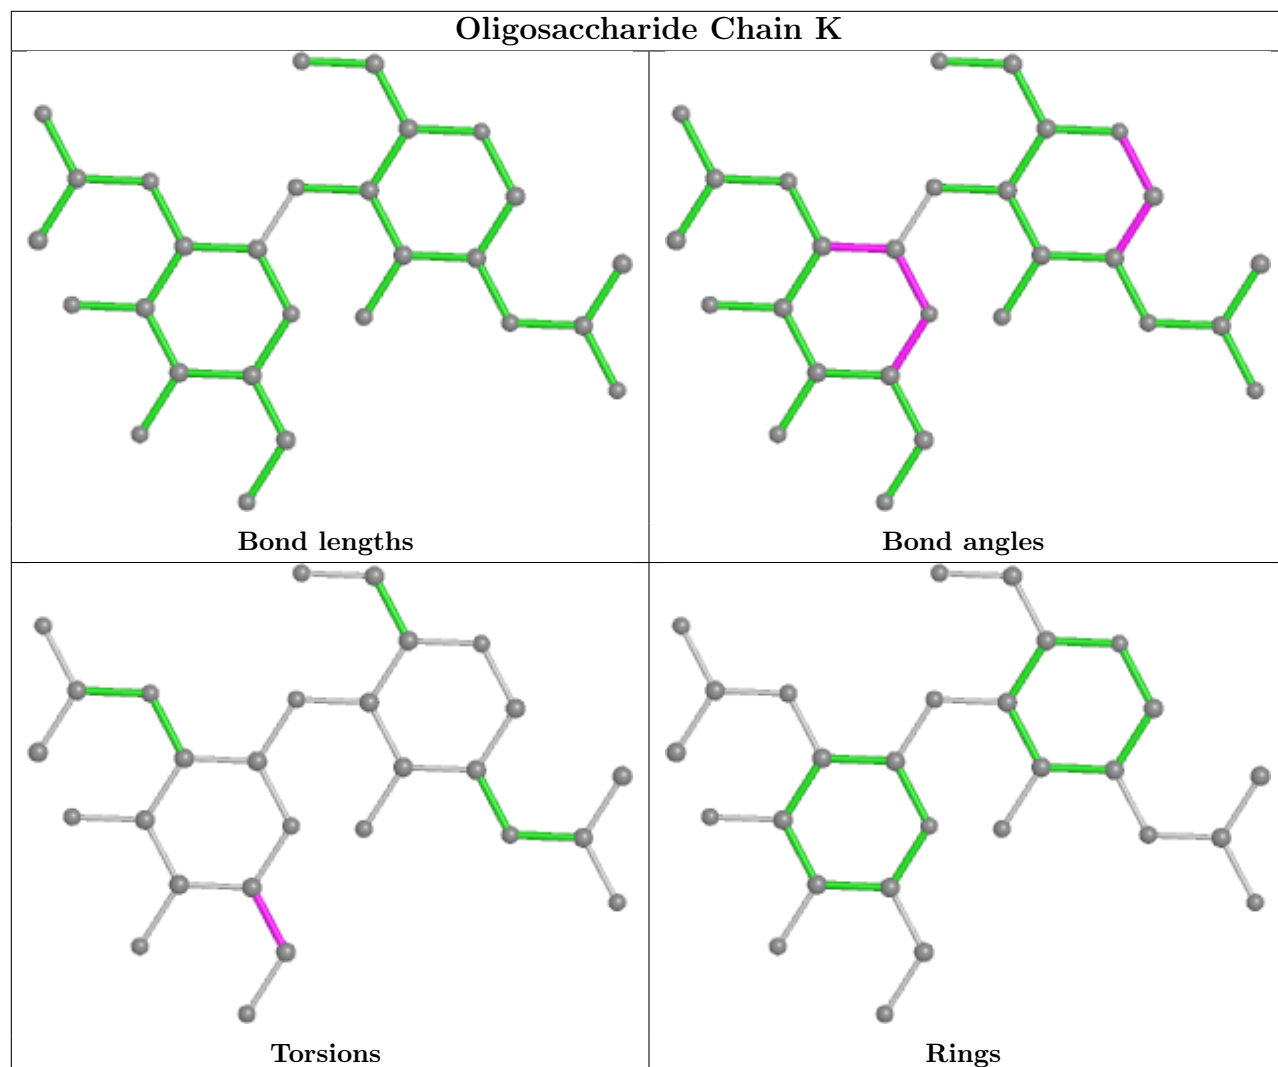 Oligosaccharide Chain K
Bond lengths
Bond angles
Torsions
Rings